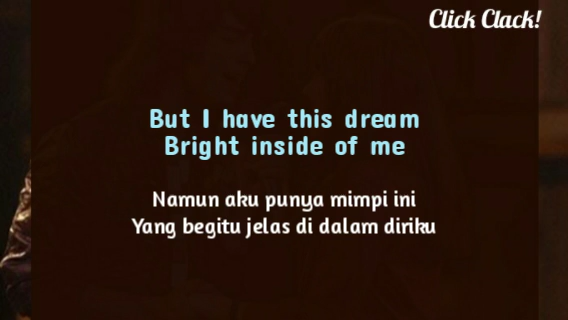 Click Clack!
But I have this dream
Bright inside of me
Namun aku punya mimpi ini
Yang begitu jelas di dalam diriku